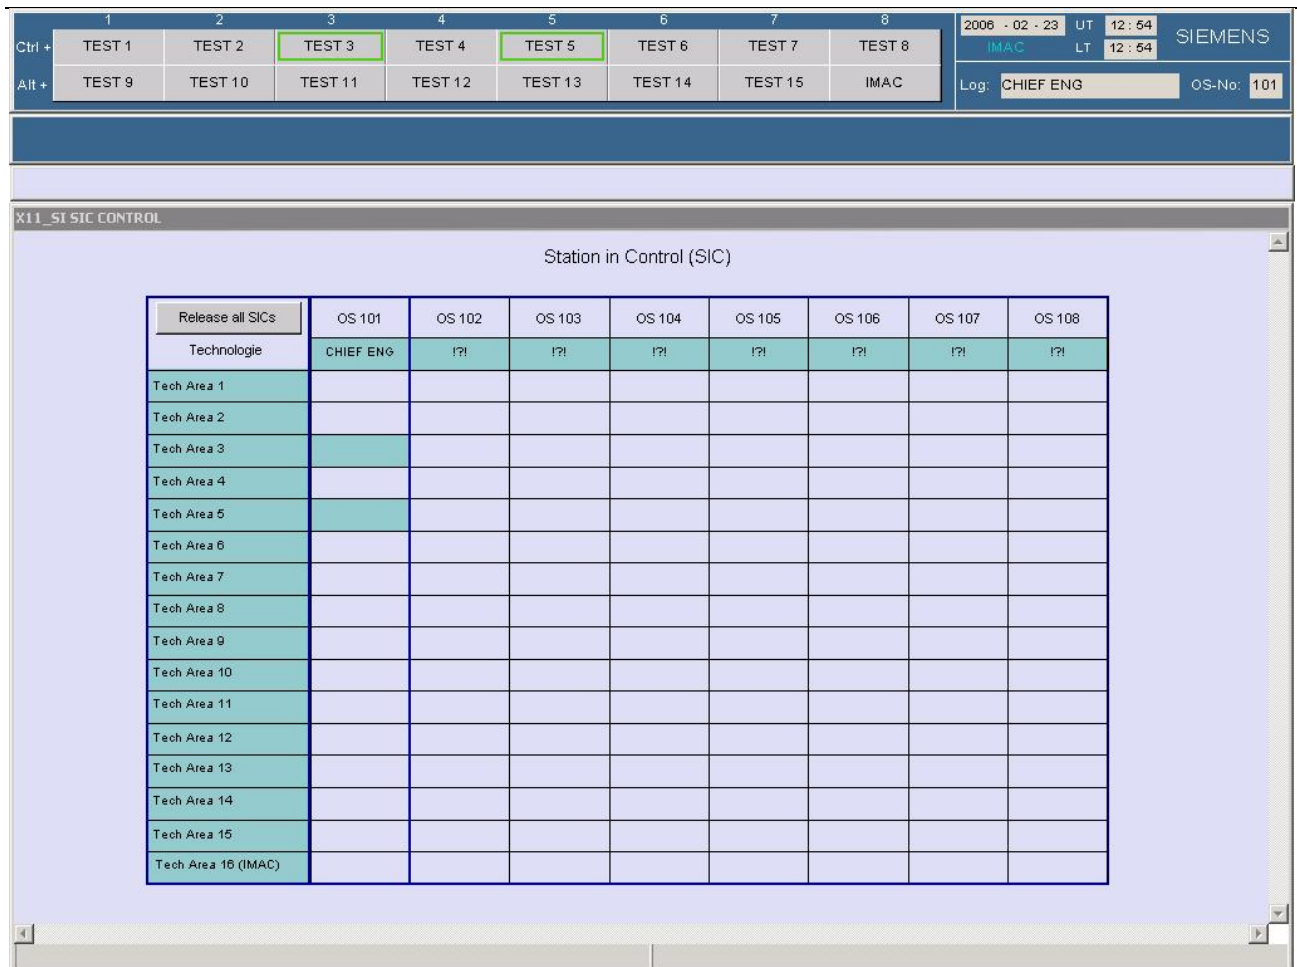 1 2 3 4 5 6 7 8
Ctrl + TEST 1 TEST 2 TEST 3 TEST 4 TEST 5 TEST 6 TEST 7 TEST 8
Alt + TEST 9 TEST 10 TEST 11 TEST 12 TEST 13 TEST 14 TEST 15 IMAC
2006 - 02 - 23 UT 12 : 54
IMAC LT 12 : 54
SIEMENS
Log: CHIEF ENG OS-No: 101
X11_SI SIC CONTROL
Station in Control (SIC)
Release all SICs OS 101 OS 102 OS 103 OS 104 OS 105 OS 106 OS 107 OS 108
Technologie CHIEF ENG !?! !?! !?! !?! !?! !?! !?!
Tech Area 1
Tech Area 2
Tech Area 3
Tech Area 4
Tech Area 5
Tech Area 6
Tech Area 7
Tech Area 8
Tech Area 9
Tech Area 10
Tech Area 11
Tech Area 12
Tech Area 13
Tech Area 14
Tech Area 15
Tech Area 16 (IMAC)